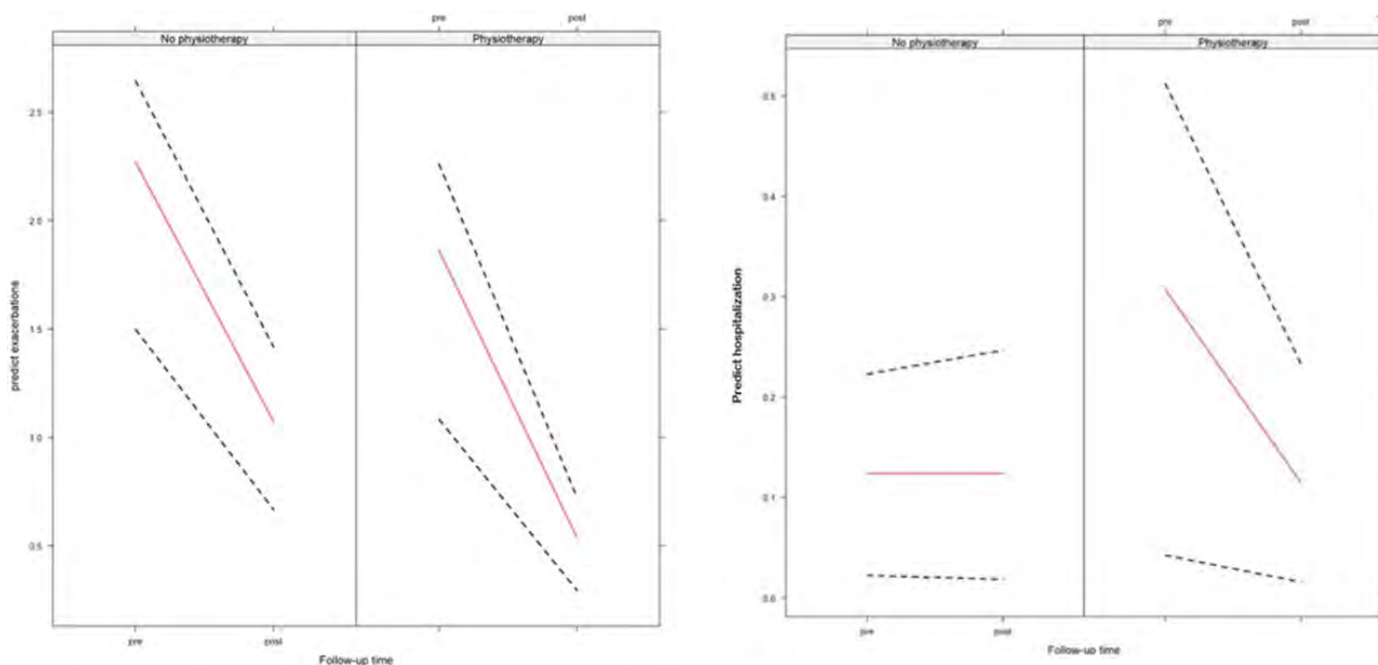 pre post
No physiotherapy Physiotherapy
2.5
2.0
1.5
1.0
0.5
predict exacerbations
pre post
Follow-up time
pre post
No physiotherapy Physiotherapy
0.5
0.4
0.3
0.2
0.1
0.0
Predict hospitalization
pre post
Follow-up time